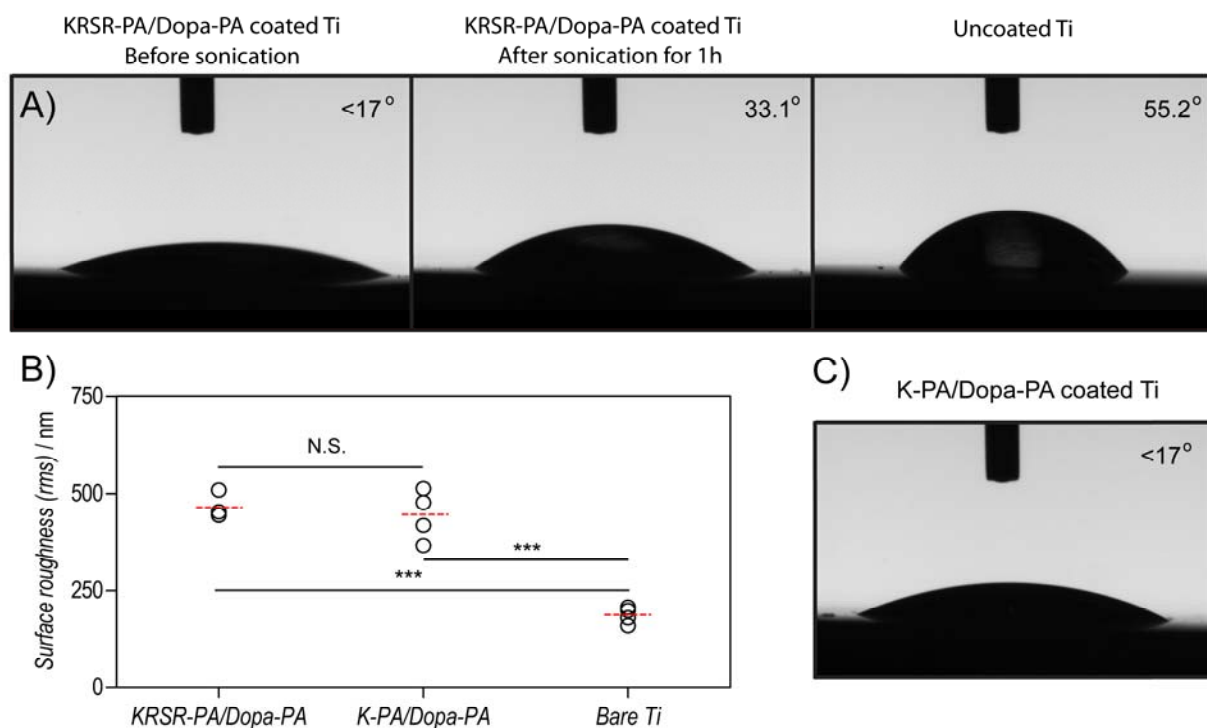 KRSR-PA/Dopa-PA coated Ti
Before sonication
KRSR-PA/Dopa-PA coated Ti
After sonication for 1h
Uncoated Ti
A)
<17°
33.1°
55.2°
B)
Surface roughness (rms) / nm
750
500
250
0
N.S.
***
***
KRSR-PA/Dopa-PA
K-PA/Dopa-PA
Bare Ti
C)
K-PA/Dopa-PA coated Ti
<17°